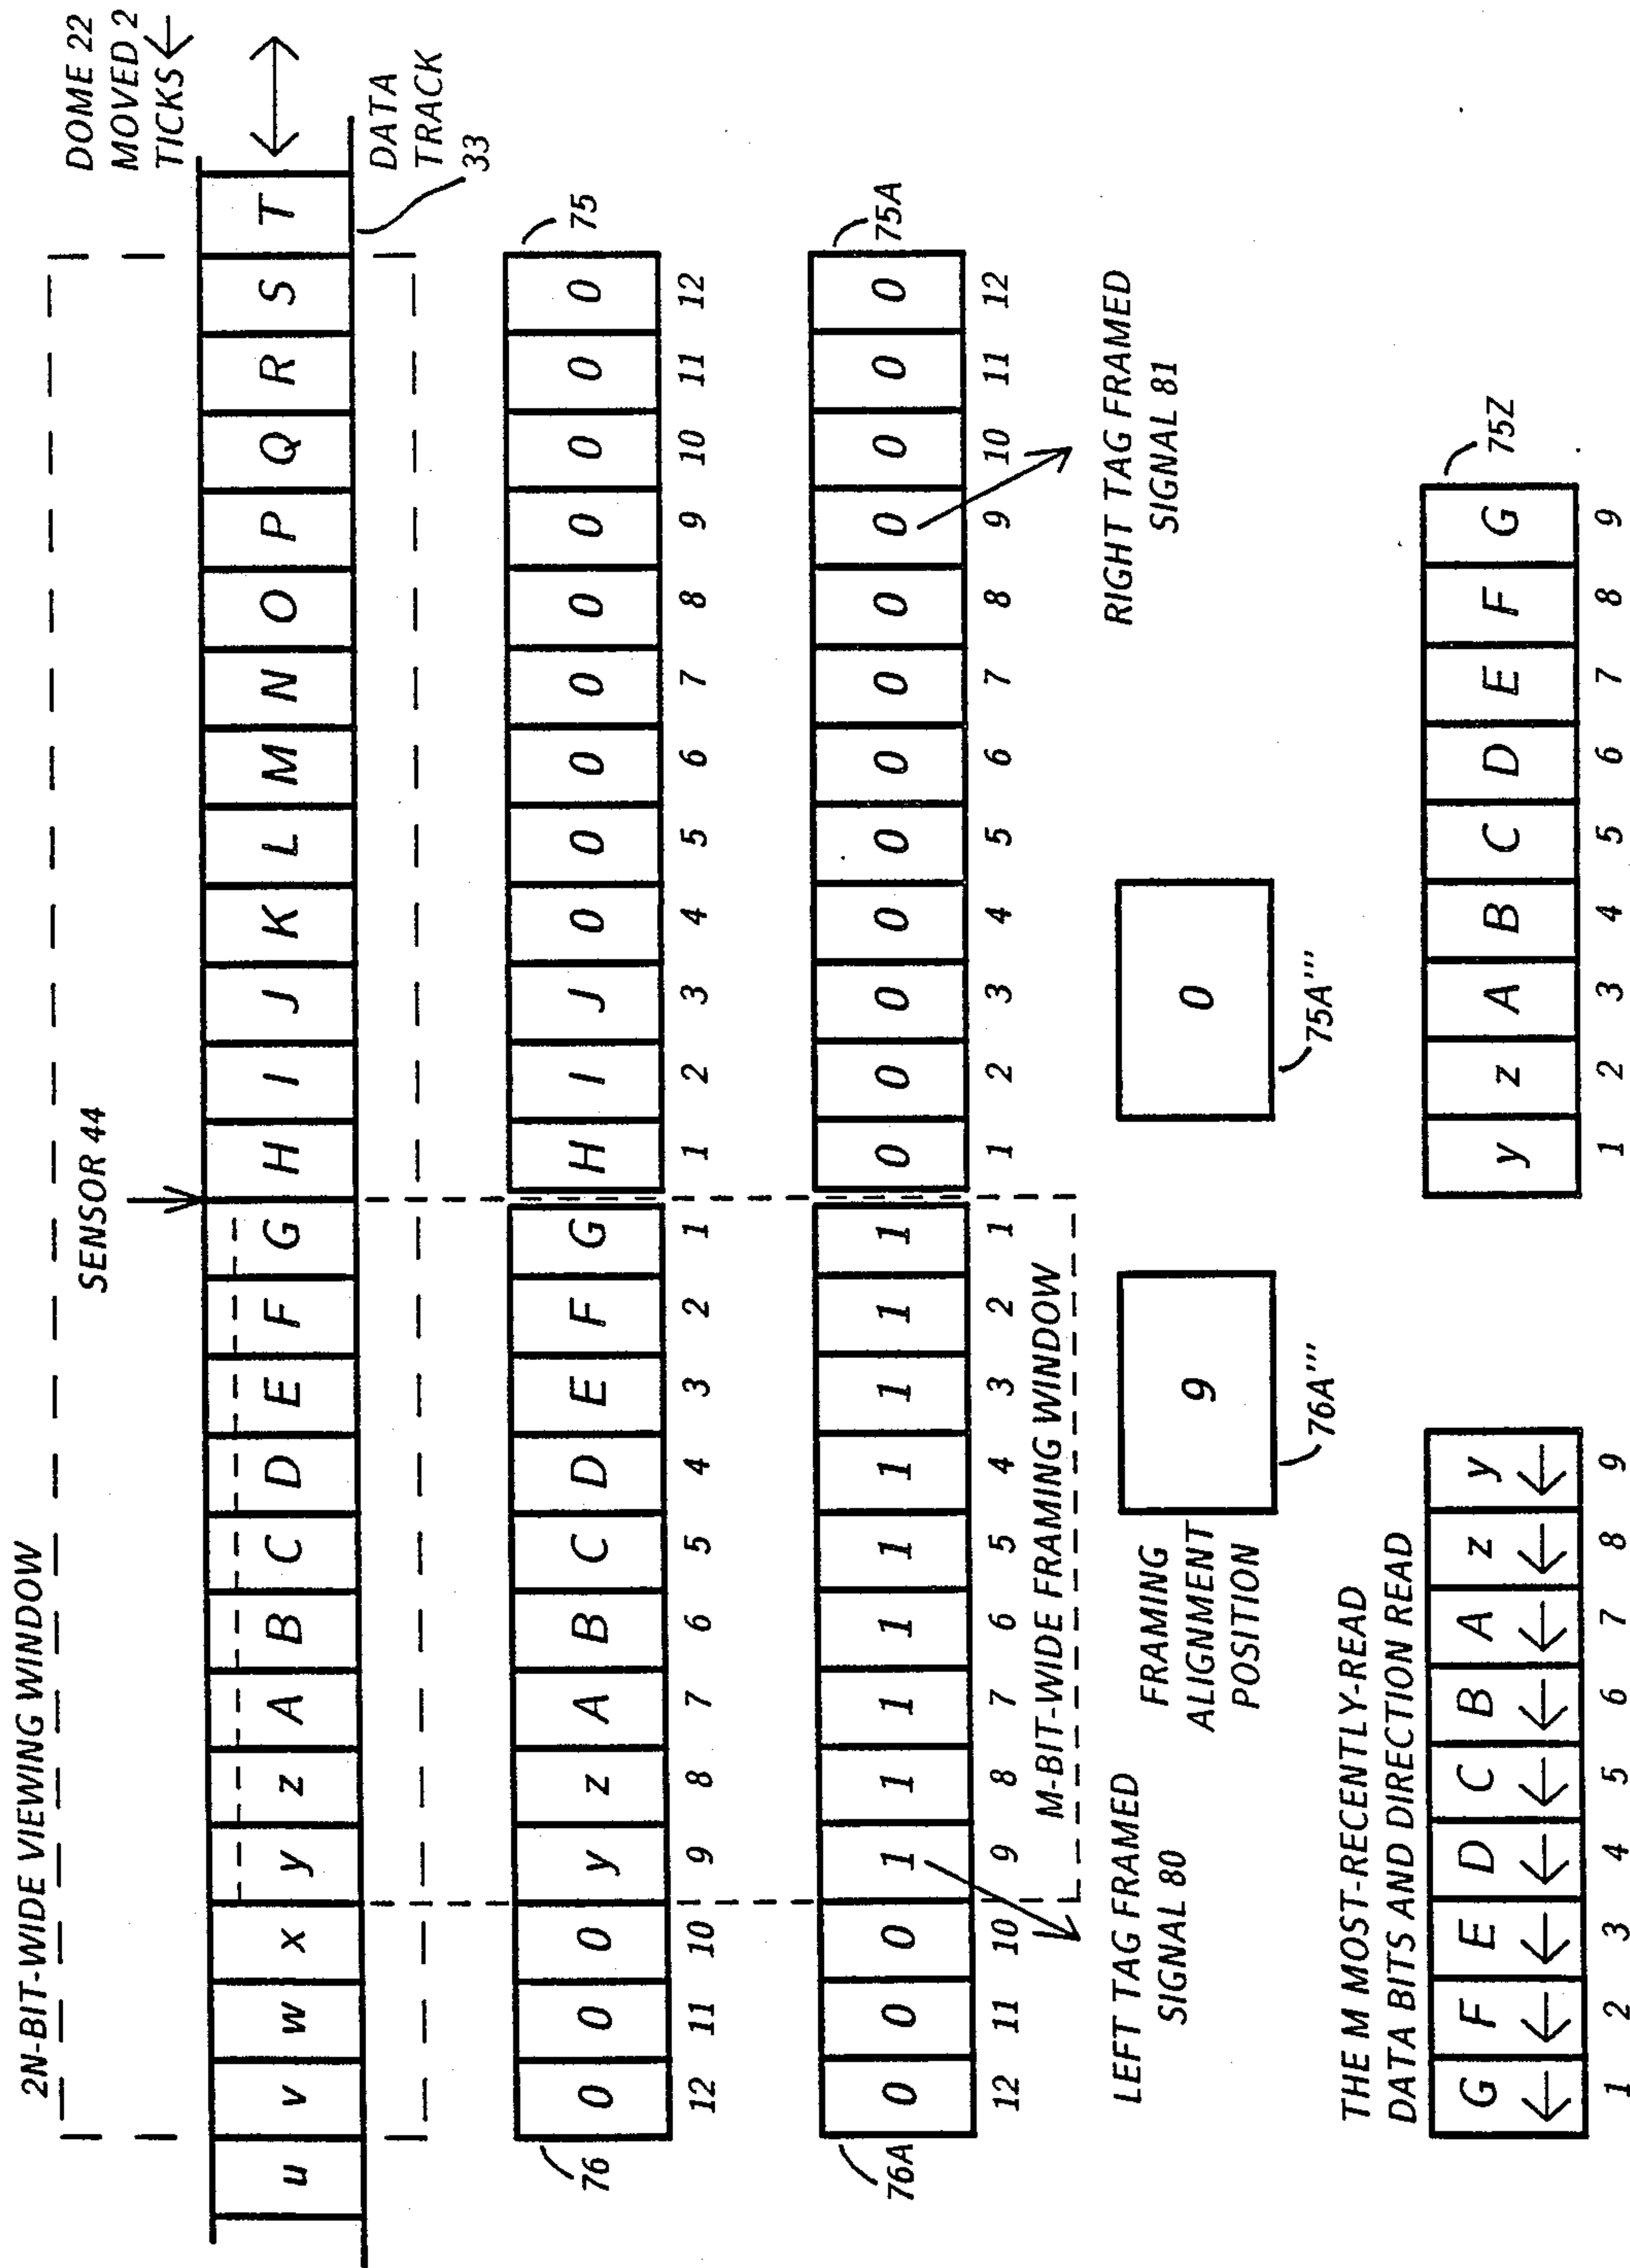 2N-BIT-WIDE VIEWING WINDOW
SENSOR 44
DOME 22
MOVED 2
TICKS
u v w x y z A B C D E F G H I J K L M N O P Q R S T
DATA
TRACK
33
76
0 0 0 y z A B C D E F G
12 11 10 9 8 7 6 5 4 3 2 1
H I J 0 0 0 0 0 0 0 0 0
1 2 3 4 5 6 7 8 9 10 11 12
75
76A
0 0 0 1 1 1 1 1 1 1 1 1
12 11 10 9 8 7 6 5 4 3 2 1
0 0 0 0 0 0 0 0 0 0 0 0
1 2 3 4 5 6 7 8 9 10 11 12
75A
M-BIT-WIDE FRAMING WINDOW
LEFT TAG FRAMED
SIGNAL 80
FRAMING
ALIGNMENT
POSITION
9
76A'''
0
75A'''
RIGHT TAG FRAMED
SIGNAL 81
THE M MOST-RECENTLY-READ
DATA BITS AND DIRECTION READ
G F E D C B A z y
1 2 3 4 5 6 7 8 9
y z A B C D E F G
1 2 3 4 5 6 7 8 9
75Z